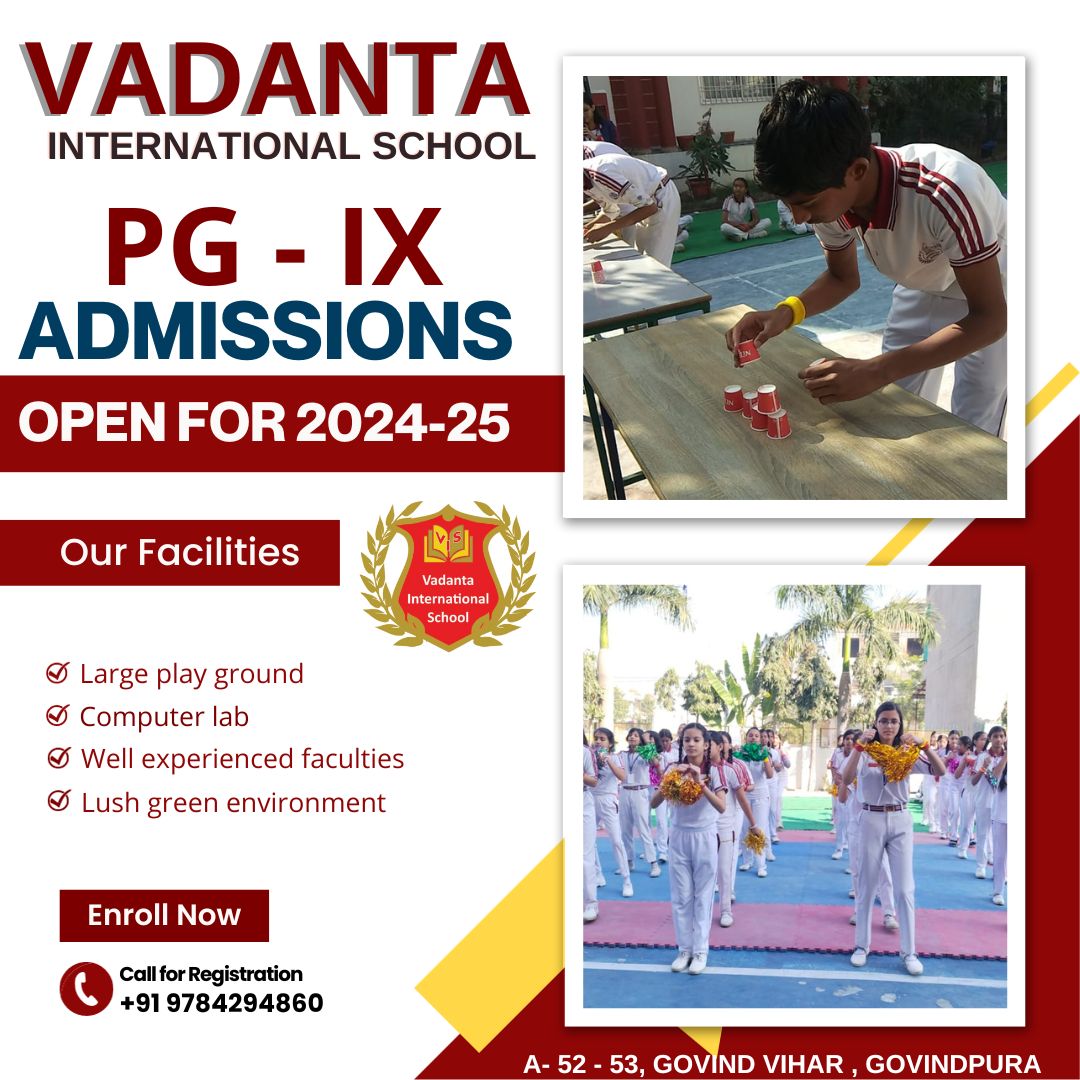 VADANTA
INTERNATIONAL SCHOOL
PG - IX
ADMISSIONS
OPEN FOR 2024-25
Our Facilities
V S
Vadanta
International
School
Large play ground
Computer lab
Well experienced faculties
Lush green environment
Enroll Now
Call for Registration
+91 9784294860
A- 52 - 53, GOVIND VIHAR , GOVINDPURA